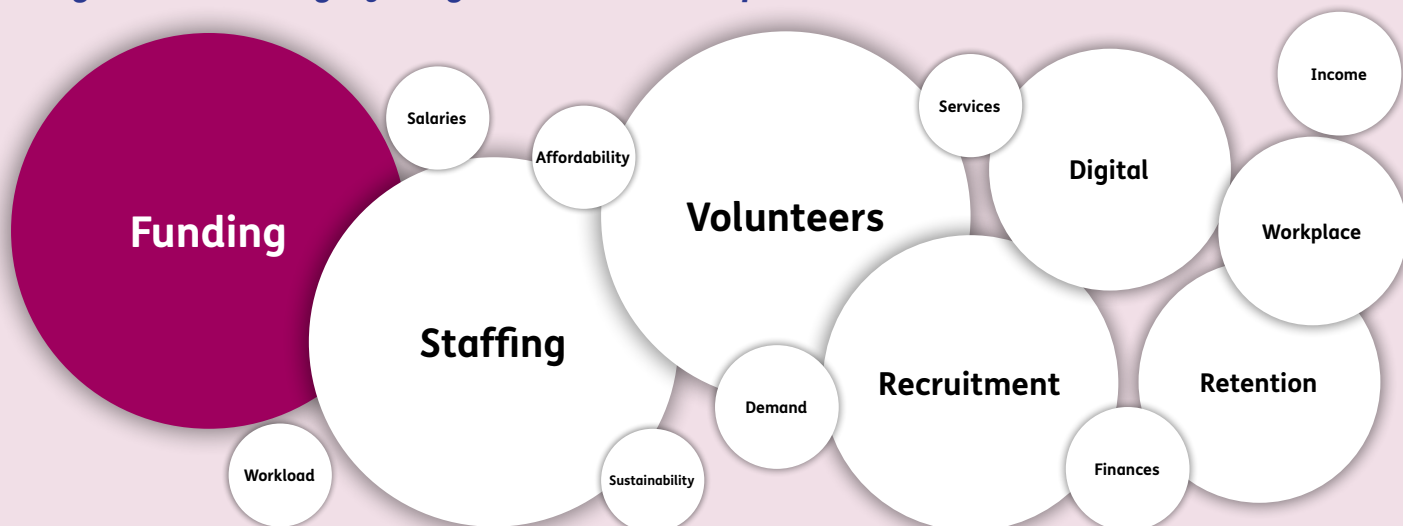 Funding
Salaries
Affordability
Staffing
Workload
Sustainability
Volunteers
Services
Demand
Recruitment
Digital
Finances
Income
Workplace
Retention